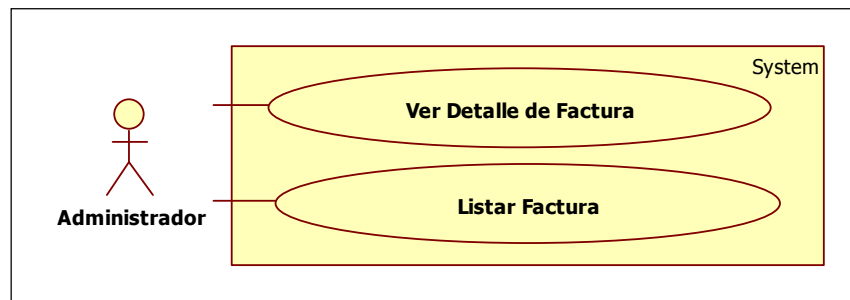 System
Ver Detalle de Factura
Listar Factura
Administrador